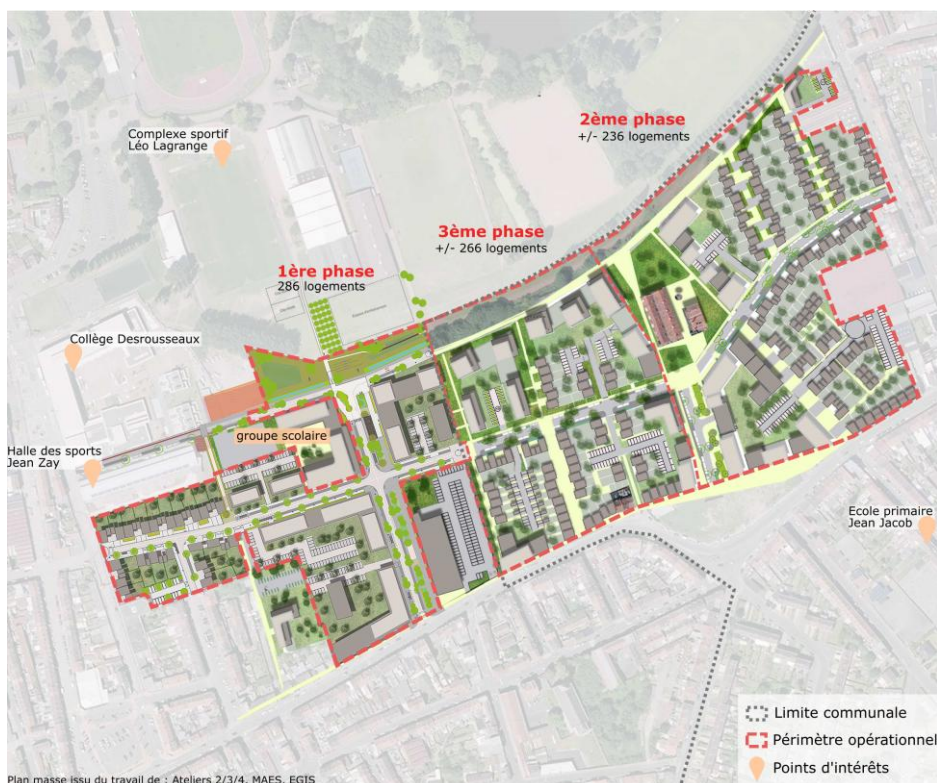 2ème phase
+/- 236 logements
Complexe sportif
Léo Lagrange
3ème phase
+/- 266 logements
1ère phase
286 logements
Collège Desrousseaux
groupe scolaire
Halle des sports
Jean Zay
Ecole primaire
Jean Jacob
Limite communale
Périmètre opérationnel
Points d'intérêts
Plan masse issu du travail de : Ateliers 2/3/4, MAES, EGIS